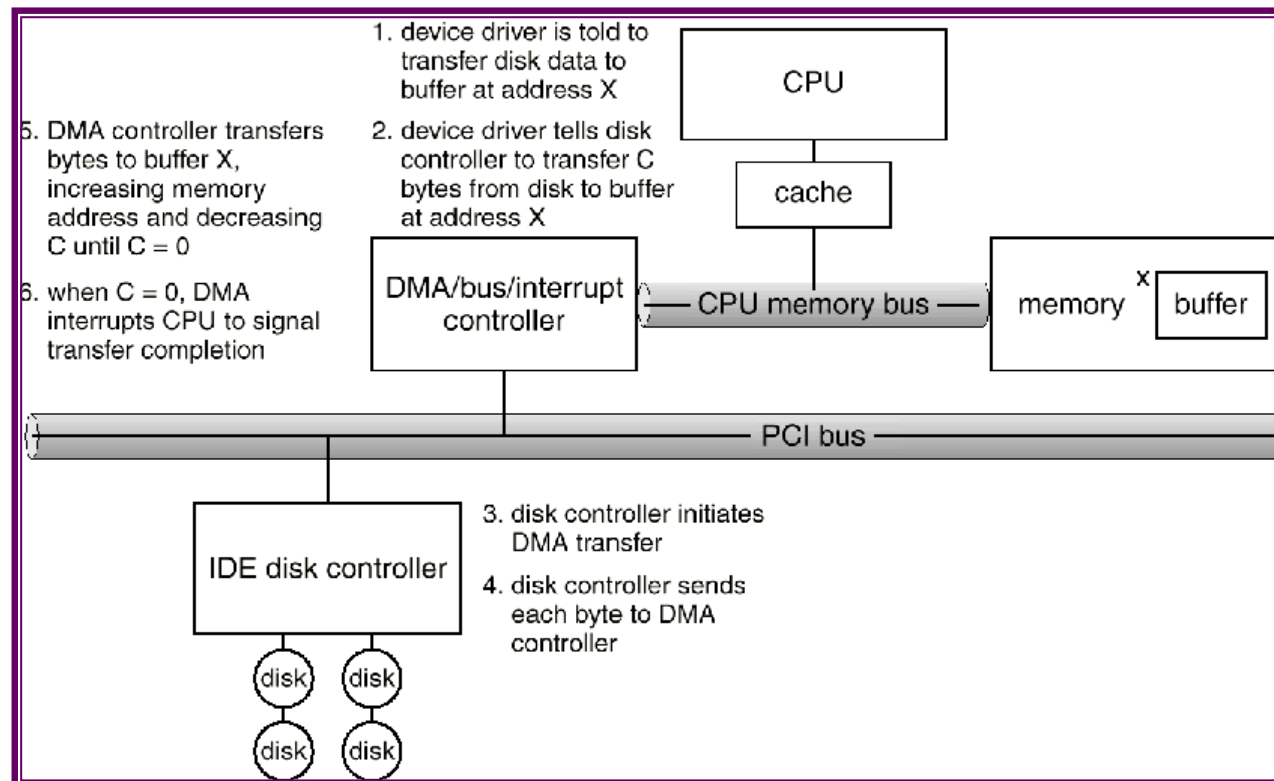 1. device driver is told to
transfer disk data to
buffer at address X
2. device driver tells disk
controller to transfer C
bytes from disk to buffer
at address X
5. DMA controller transfers
bytes to buffer X,
increasing memory
address and decreasing
C until C = 0
6. when C = 0, DMA
interrupts CPU to signal
transfer completion
CPU
cache
DMA/bus/interrupt
controller
CPU memory bus
memory
x
buffer
PCI bus
IDE disk controller
3. disk controller initiates
DMA transfer
4. disk controller sends
each byte to DMA
controller
disk
disk
disk
disk